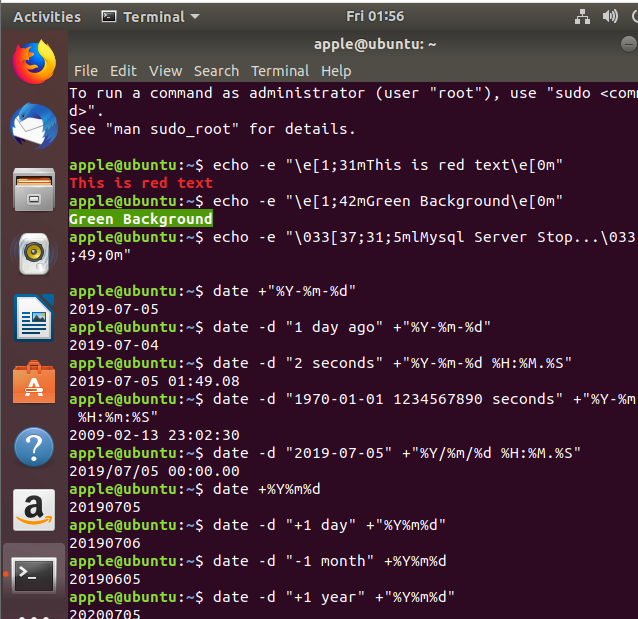 Activities Terminal Fri 01:56
apple@ubuntu: ~
File Edit View Search Terminal Help
To run a command as administrator (user "root"), use "sudo <com
d>".
See "man sudo_root" for details.
apple@ubuntu:~$ echo -e "\e[1;31mThis is red text\e[0m"
This is red text
apple@ubuntu:~$ echo -e "\e[1;42mGreen Background\e[0m"
Green Background
apple@ubuntu:~$ echo -e "\033[37;31;5mlMysql Server Stop...\033
;49;0m"
apple@ubuntu:~$ date +"%Y-%m-%d"
2019-07-05
apple@ubuntu:~$ date -d "1 day ago" +"%Y-%m-%d"
2019-07-04
apple@ubuntu:~$ date -d "2 seconds" +"%Y-%m-%d %H:%M.%S"
2019-07-05 01:49.08
apple@ubuntu:~$ date -d "1970-01-01 1234567890 seconds" +"%Y-%m
%H:%m:%S"
2009-02-13 23:02:30
apple@ubuntu:~$ date -d "2019-07-05" +"%Y/%m/%d %H:%M.%S"
2019/07/05 00:00.00
apple@ubuntu:~$ date +%Y%m%d
20190705
apple@ubuntu:~$ date -d "+1 day" +"%Y%m%d"
20190706
apple@ubuntu:~$ date -d "-1 month" +%Y%m%d
20190605
apple@ubuntu:~$ date -d "+1 year" +"%Y%m%d"
20200705